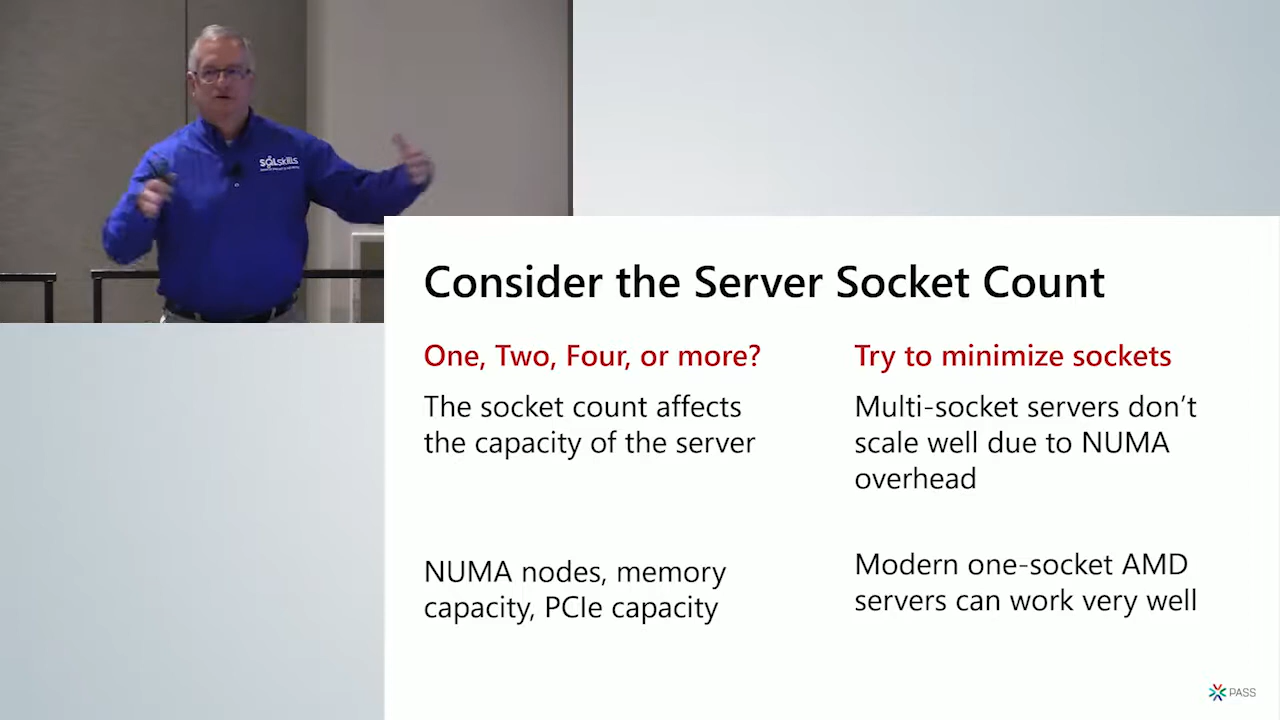 SQLskills
Consider the Server Socket Count
One, Two, Four, or more?
The socket count affects
the capacity of the server
NUMA nodes, memory
capacity, PCIe capacity
Try to minimize sockets
Multi-socket servers don’t
scale well due to NUMA
overhead
Modern one-socket AMD
servers can work very well
PASS